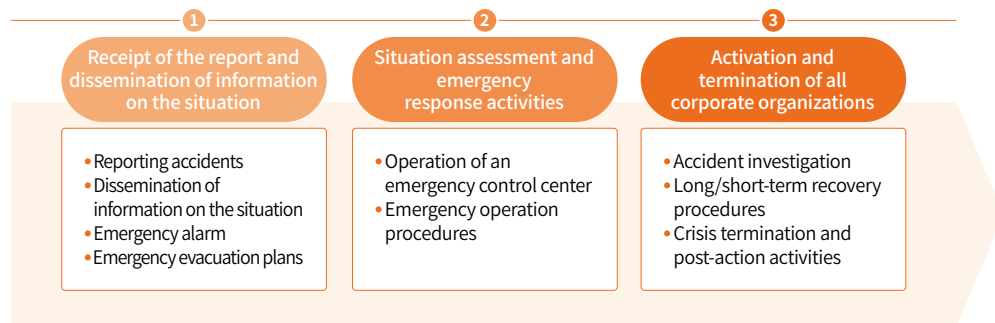 1
Receipt of the report and
dissemination of information
on the situation
• Reporting accidents
• Dissemination of
information on the situation
• Emergency alarm
• Emergency evacuation plans
2
Situation assessment and
emergency
response activities
• Operation of an
emergency control center
• Emergency operation
procedures
3
Activation and
termination of all
corporate organizations
• Accident investigation
• Long/short-term recovery
procedures
• Crisis termination and
post-action activities